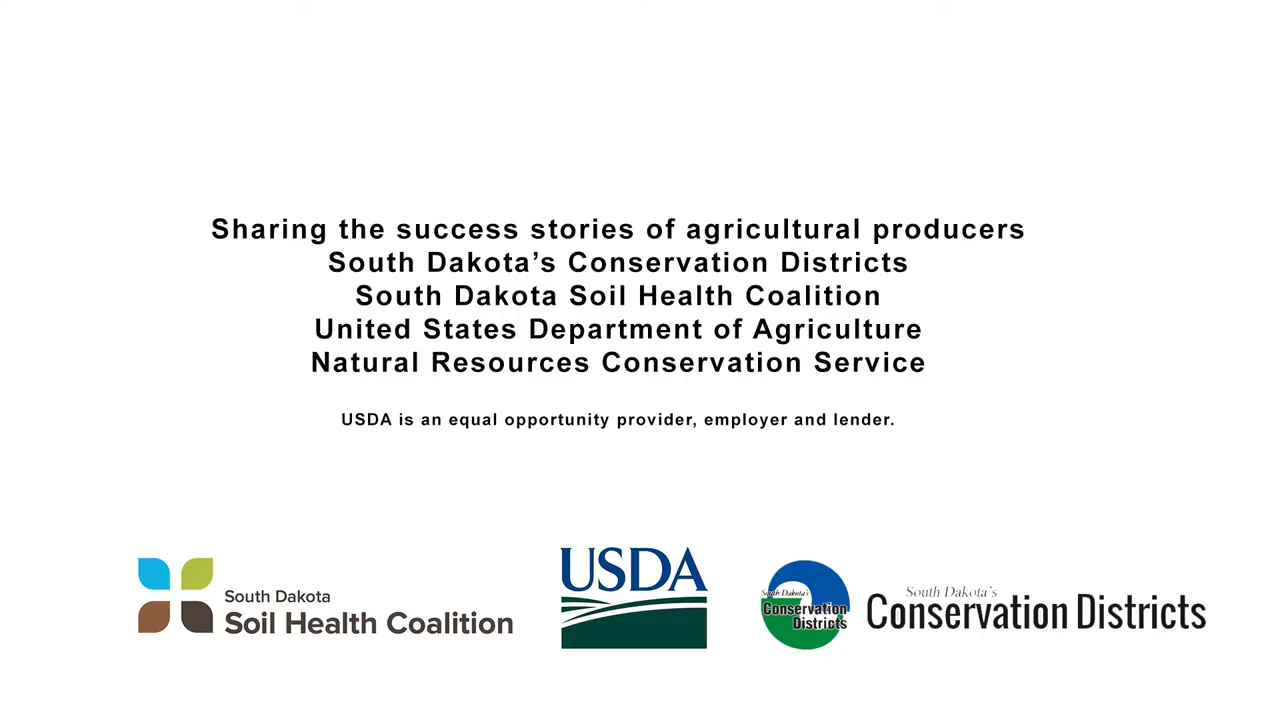 Sharing the success stories of agricultural producers
South Dakota’s Conservation Districts
South Dakota Soil Health Coalition
United States Department of Agriculture
Natural Resources Conservation Service
USDA is an equal opportunity provider, employer and lender.
South Dakota
Soil Health Coalition
USDA
South Dakota's
Conservation
Districts
South Dakota's
Conservation Districts